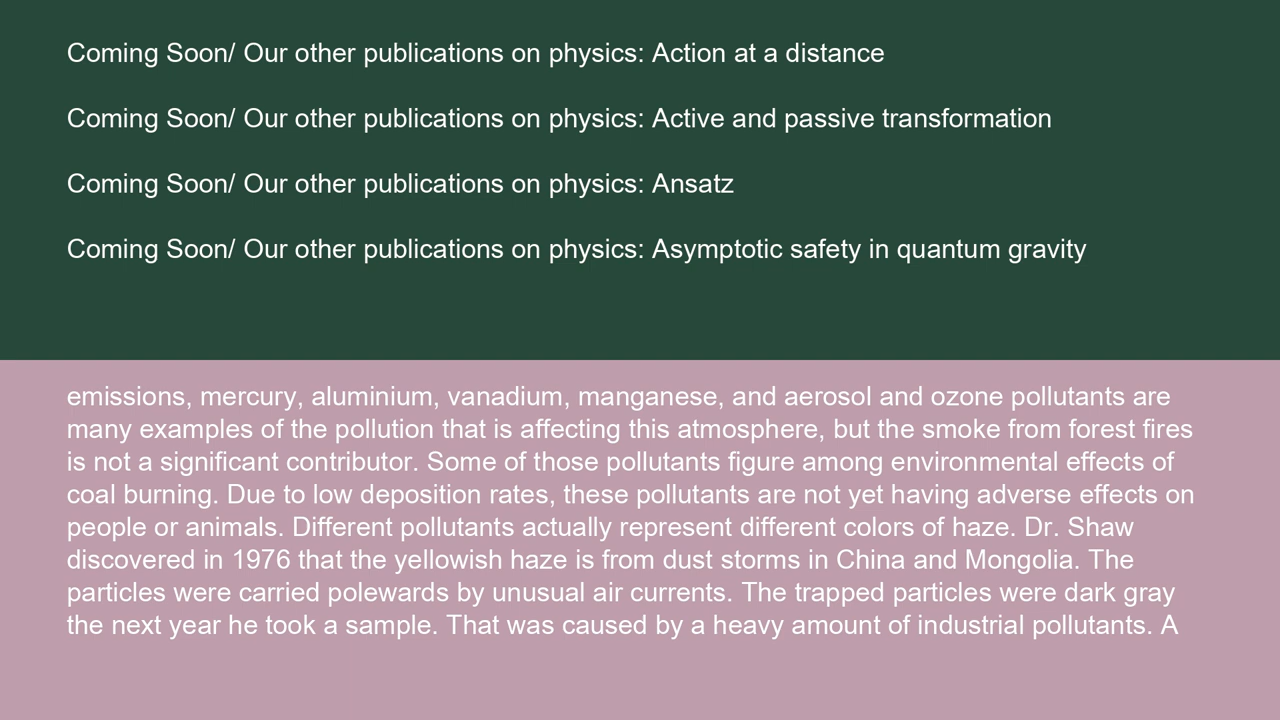 Coming Soon/ Our other publications on physics: Action at a distance
Coming Soon/ Our other publications on physics: Active and passive transformation
Coming Soon/ Our other publications on physics: Ansatz
Coming Soon/ Our other publications on physics: Asymptotic safety in quantum gravity
emissions, mercury, aluminium, vanadium, manganese, and aerosol and ozone pollutants are
many examples of the pollution that is affecting this atmosphere, but the smoke from forest fires
is not a significant contributor. Some of those pollutants figure among environmental effects of
coal burning. Due to low deposition rates, these pollutants are not yet having adverse effects on
people or animals. Different pollutants actually represent different colors of haze. Dr. Shaw
discovered in 1976 that the yellowish haze is from dust storms in China and Mongolia. The
particles were carried polewards by unusual air currents. The trapped particles were dark gray
the next year he took a sample. That was caused by a heavy amount of industrial pollutants. A